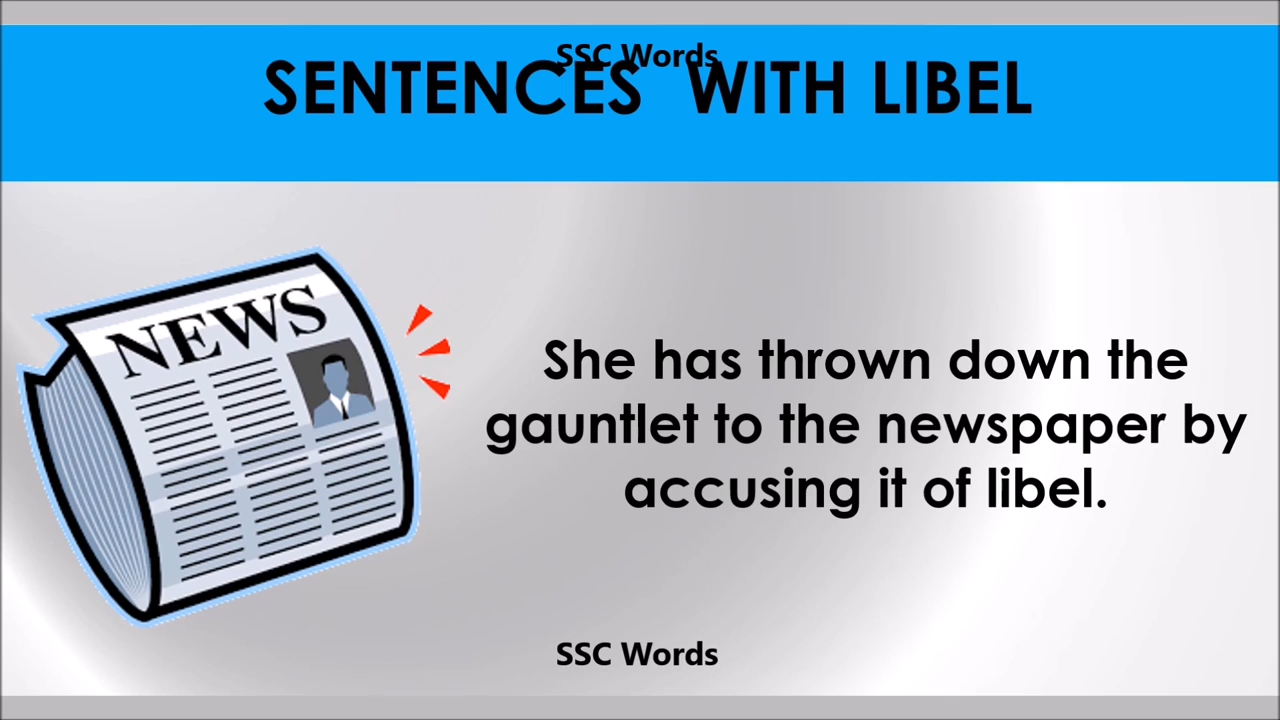 SSC Words
SENTENCES WITH LIBEL
NEWS
She has thrown down the
gauntlet to the newspaper by
accusing it of libel.
SSC Words